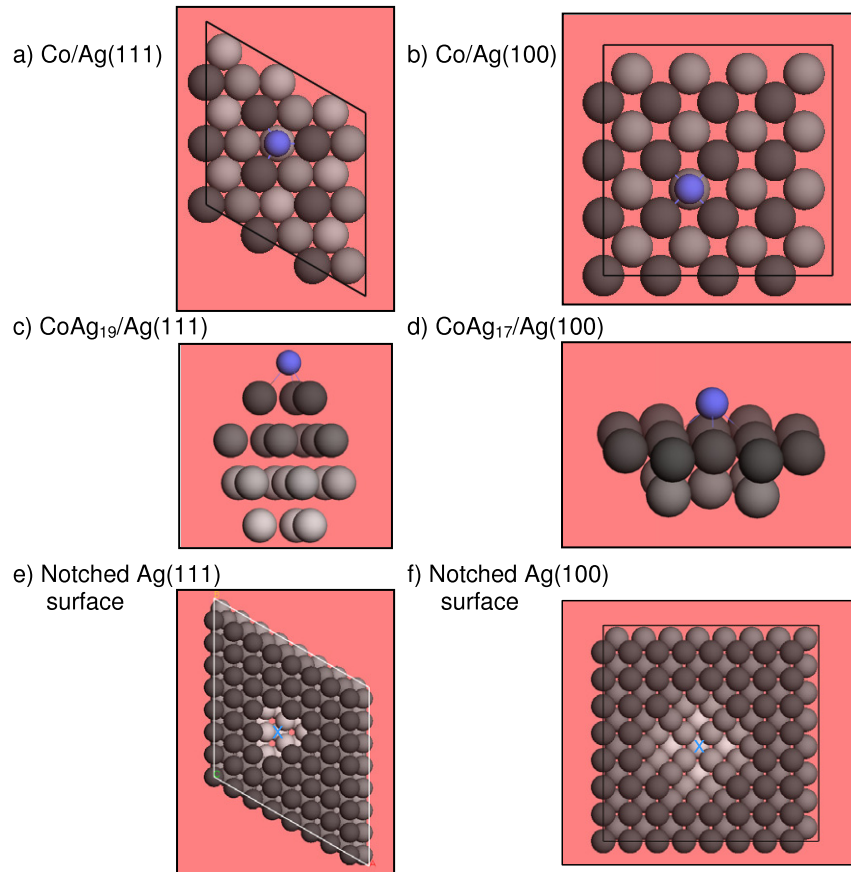 a) Co/Ag(111)
b) Co/Ag(100)
c) CoAg₁₉/Ag(111)
d) CoAg₁₇/Ag(100)
e) Notched Ag(111)
surface
f) Notched Ag(100)
surface
X
X